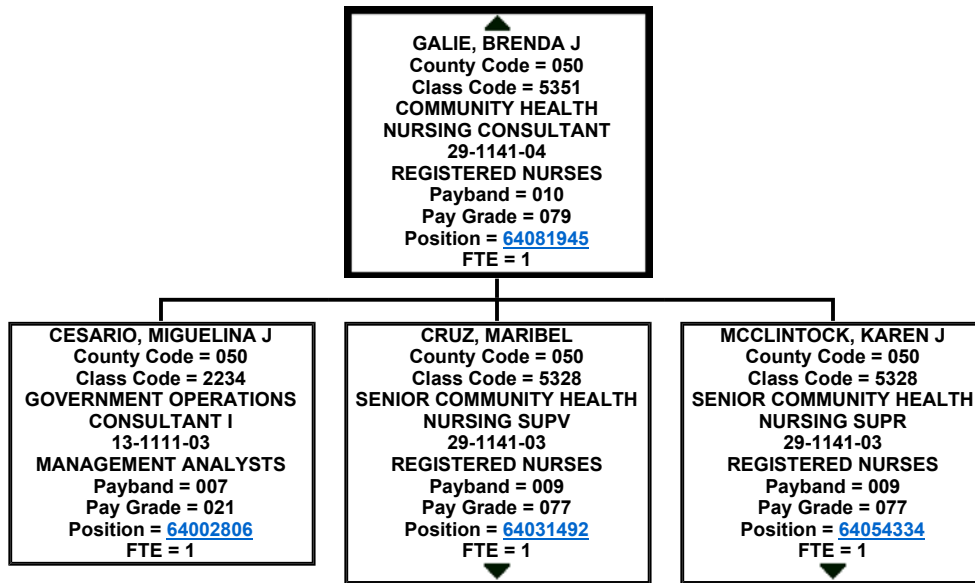 GALIE, BRENDA J
County Code = 050
Class Code = 5351
COMMUNITY HEALTH
NURSING CONSULTANT
29-1141-04
REGISTERED NURSES
Payband = 010
Pay Grade = 079
Position = 64081945
FTE = 1
CESARIO, MIGUELINA J
County Code = 050
Class Code = 2234
GOVERNMENT OPERATIONS
CONSULTANT I
13-1111-03
MANAGEMENT ANALYSTS
Payband = 007
Pay Grade = 021
Position = 64002806
FTE = 1
CRUZ, MARIBEL
County Code = 050
Class Code = 5328
SENIOR COMMUNITY HEALTH
NURSING SUPV
29-1141-03
REGISTERED NURSES
Payband = 009
Pay Grade = 077
Position = 64031492
FTE = 1
MCCLINTOCK, KAREN J
County Code = 050
Class Code = 5328
SENIOR COMMUNITY HEALTH
NURSING SUPR
29-1141-03
REGISTERED NURSES
Payband = 009
Pay Grade = 077
Position = 64054334
FTE = 1